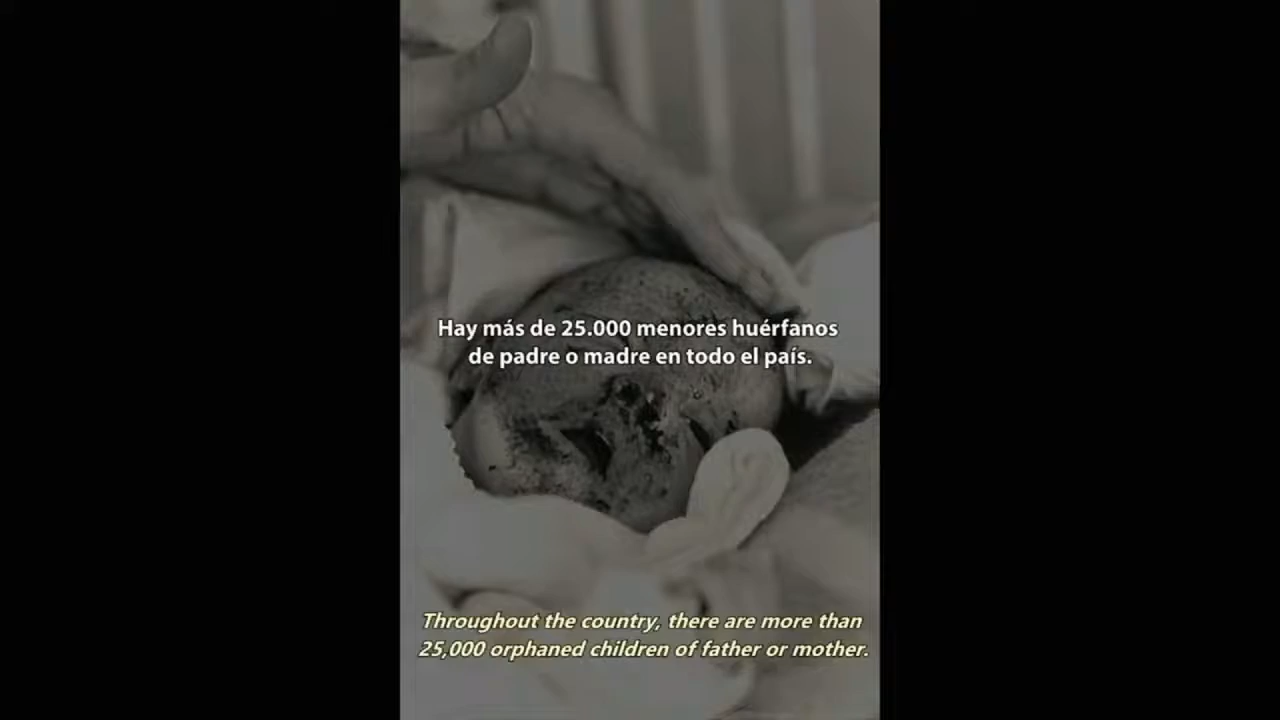 Hay más de 25.000 menores huérfanos
de padre o madre en todo el país.
Throughout the country, there are more than
25,000 orphaned children of father or mother.